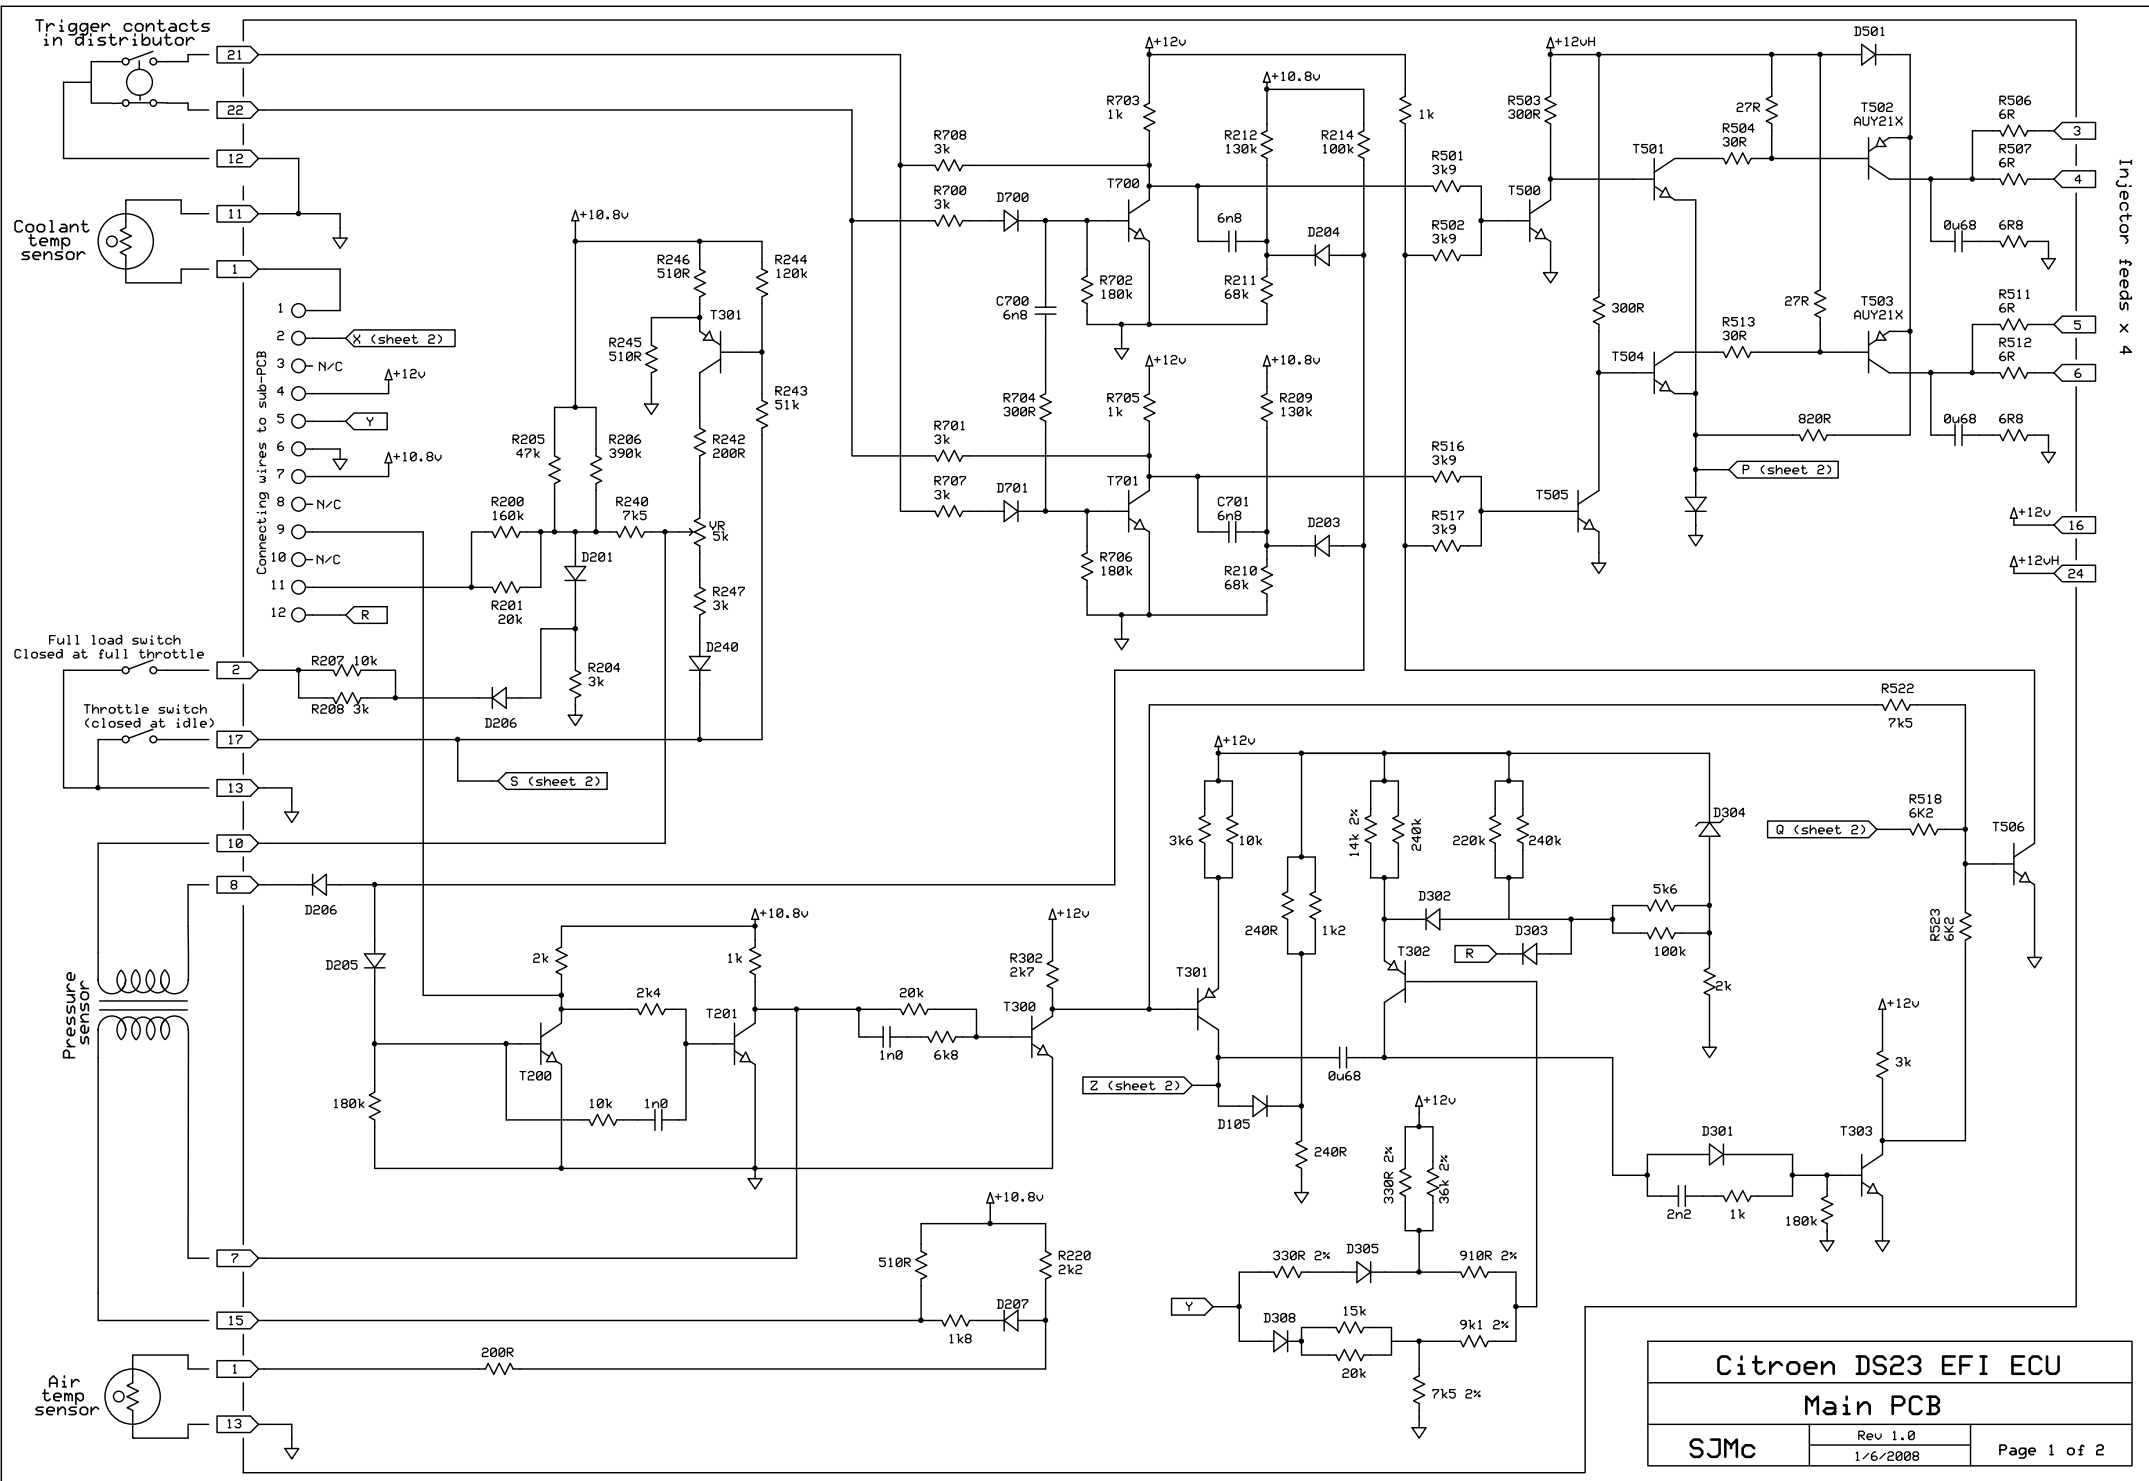 Trigger contacts
in distributor
21
22
12
Coolant
temp
sensor
11
1
Connecting wires to sub-PCB
1
2
X (sheet 2)
3
N/C
4
+12v
5
Y
6
7
+10.8v
8
N/C
9
10
N/C
11
12
R
Full load switch
Closed at full throttle
2
R207 10k
R208 3k
D206
Throttle switch
(closed at idle)
17
S (sheet 2)
13
10
8
D206
Pressure
sensor
7
15
Air
temp
sensor
1
200R
13
+10.8v
R246
510R
R244
120k
T301
R245
510R
R243
51k
R205
47k
R206
390k
R242
200R
R200
160k
R240
7k5
VR
5k
D201
R201
20k
R247
3k
R204
3k
D240
+12v
R703
1k
+10.8v
R708
3k
R212
130k
R214
100k
1k
R700
3k
D700
T700
6n8
D204
R702
180k
R211
68k
C700
6n8
R704
300R
+12v
R705
1k
+10.8v
R209
130k
R701
3k
R707
3k
D701
T701
C701
6n8
D203
R706
180k
R210
68k
+12vH
R503
300R
R501
3k9
R502
3k9
T500
T501
R504
30R
27R
D501
T502
AUY21X
R506
6R
3
R507
6R
4
0u68
6R8
300R
27R
T504
R513
30R
T503
AUY21X
R511
6R
5
R512
6R
6
0u68
6R8
Injector feeds x 4
820R
P (sheet 2)
R516
3k9
R517
3k9
T505
+12v
16
+12vH
24
D205
180k
+10.8v
2k
1k
2k4
T200
T201
10k
1n0
20k
1n0
6k8
+12v
R302
2k7
T300
+12v
3k6
10k
240R
1k2
T301
Z (sheet 2)
D105
240R
0u68
14k 2%
240k
220k
240k
D302
T302
R
D303
5k6
100k
D304
2k
R522
7k5
Q (sheet 2)
R518
6K2
T506
R523
6K2
+12v
3k
T303
D301
2n2
1k
180k
+10.8v
510R
R220
2k2
1k8
D207
+12v
330R 2%
36k 2%
Y
330R 2%
D305
910R 2%
D308
15k
20k
9k1 2%
7k5 2%
Citroen DS23 EFI ECU
Main PCB
SJMc
Rev 1.0
1/6/2008
Page 1 of 2